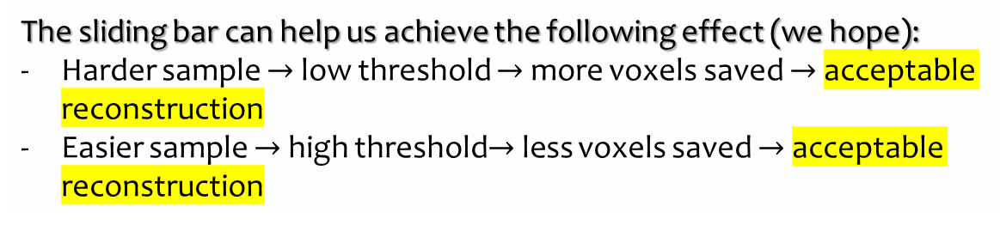 The sliding bar can help us achieve the following effect (we hope):
- Harder sample → low threshold → more voxels saved → acceptable
reconstruction
- Easier sample → high threshold→ less voxels saved → acceptable
reconstruction